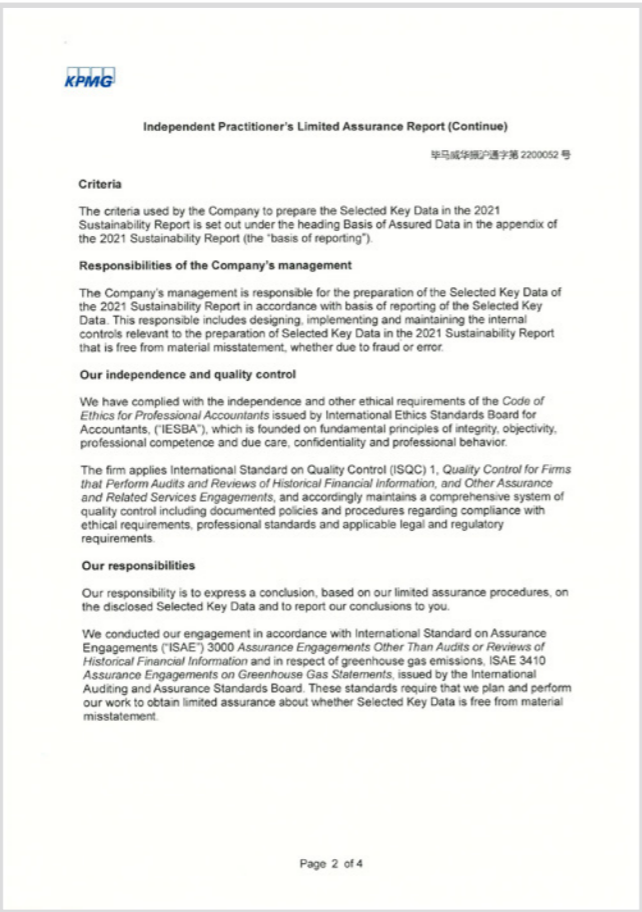 KPMG
Independent Practitioner's Limited Assurance Report (Continue)
毕马威华振沪通字第 2200052 号
Criteria
The criteria used by the Company to prepare the Selected Key Data in the 2021
Sustainability Report is set out under the heading Basis of Assured Data in the appendix of
the 2021 Sustainability Report (the "basis of reporting").
Responsibilities of the Company's management
The Company's management is responsible for the preparation of the Selected Key Data of
the 2021 Sustainability Report in accordance with basis of reporting of the Selected Key
Data. This responsible includes designing, implementing and maintaining the internal
controls relevant to the preparation of Selected Key Data in the 2021 Sustainability Report
that is free from material misstatement, whether due to fraud or error.
Our independence and quality control
We have complied with the independence and other ethical requirements of the Code of
Ethics for Professional Accountants issued by International Ethics Standards Board for
Accountants, ("IESBA"), which is founded on fundamental principles of integrity, objectivity,
professional competence and due care, confidentiality and professional behavior.
The firm applies International Standard on Quality Control (ISQC) 1, Quality Control for Firms
that Perform Audits and Reviews of Historical Financial Information, and Other Assurance
and Related Services Engagements, and accordingly maintains a comprehensive system of
quality control including documented policies and procedures regarding compliance with
ethical requirements, professional standards and applicable legal and regulatory
requirements.
Our responsibilities
Our responsibility is to express a conclusion, based on our limited assurance procedures, on
the disclosed Selected Key Data and to report our conclusions to you.
We conducted our engagement in accordance with International Standard on Assurance
Engagements ("ISAE") 3000 Assurance Engagements Other Than Audits or Reviews of
Historical Financial Information and in respect of greenhouse gas emissions, ISAE 3410
Assurance Engagements on Greenhouse Gas Statements, issued by the International
Auditing and Assurance Standards Board. These standards require that we plan and perform
our work to obtain limited assurance about whether Selected Key Data is free from material
misstatement.
Page 2 of 4